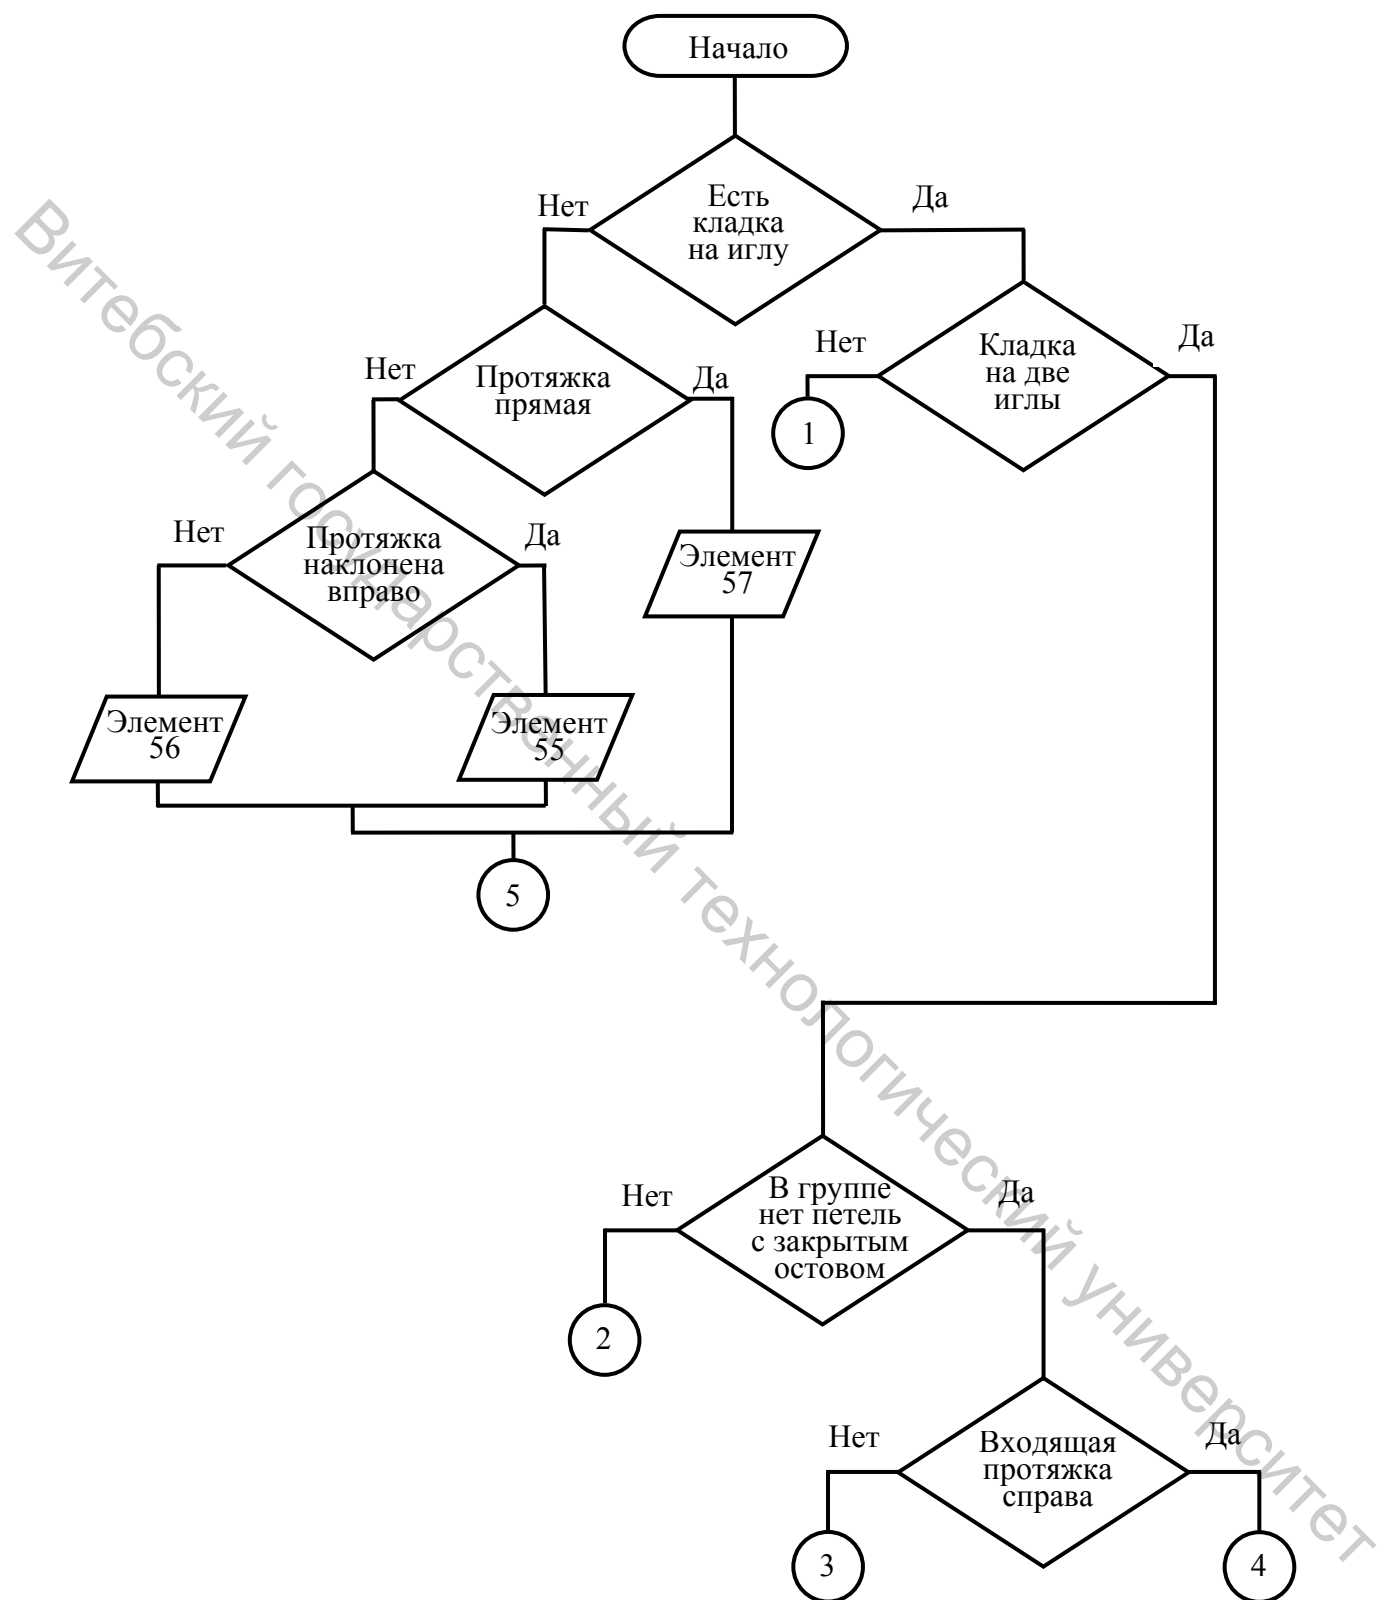 Начало
Есть
кладка
на иглу
Нет
Да
Кладка
на две
иглы
Нет
Да
Протяжка
прямая
Нет
Да
1
Протяжка
наклонена
вправо
Нет
Да
Элемент
57
Элемент
56
Элемент
55
5
В группе
нет петель
с закрытым
остовом
Нет
Да
2
Входящая
протяжка
справа
Нет
Да
3
4
Витебский государственный технологический университет